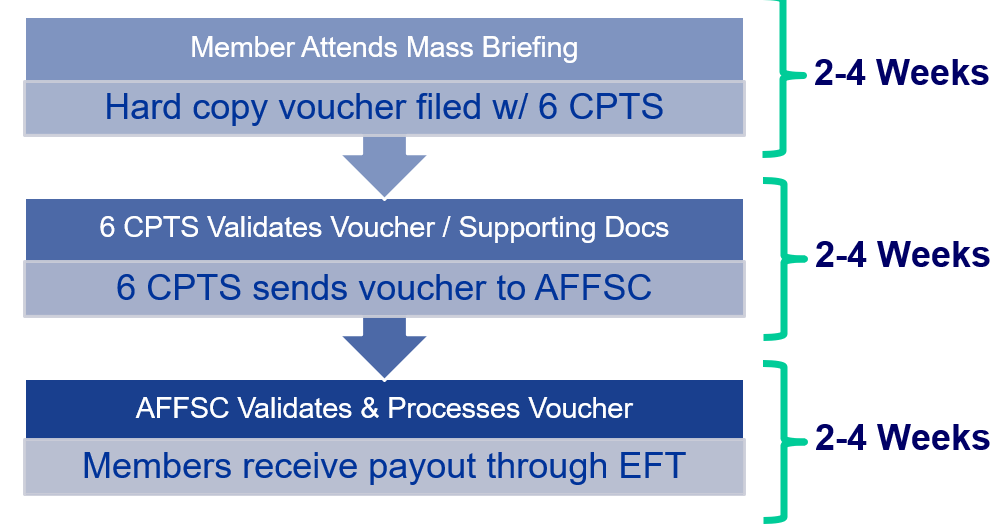 Member Attends Mass Briefing
Hard copy voucher filed w/ 6 CPTS
2-4 Weeks
6 CPTS Validates Voucher / Supporting Docs
6 CPTS sends voucher to AFFSC
2-4 Weeks
AFFSC Validates & Processes Voucher
Members receive payout through EFT
2-4 Weeks